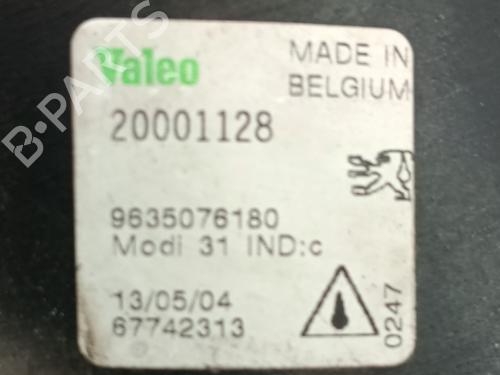 Valeo
MADE IN
BELGIUM
20001128
9635076180
Modi 31 IND:c
13/05/04
67742313
0247
B-Parts